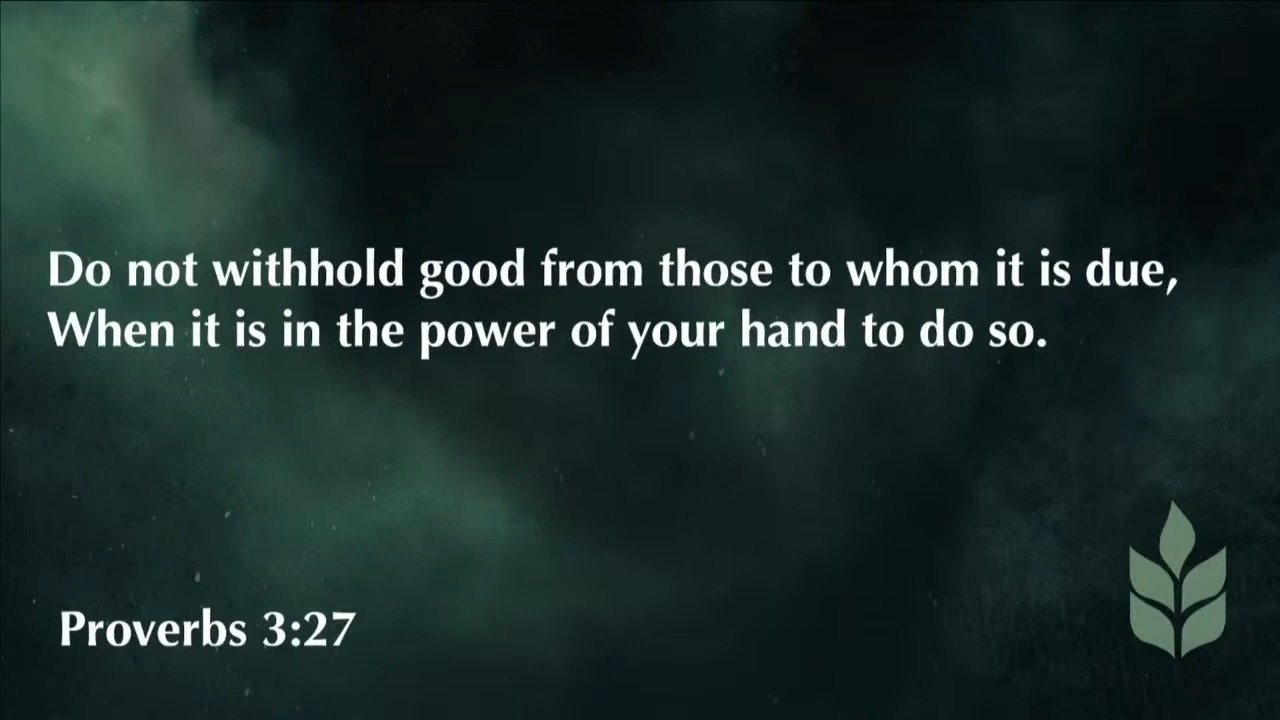 Do not withhold good from those to whom it is due,
When it is in the power of your hand to do so.
Proverbs 3:27